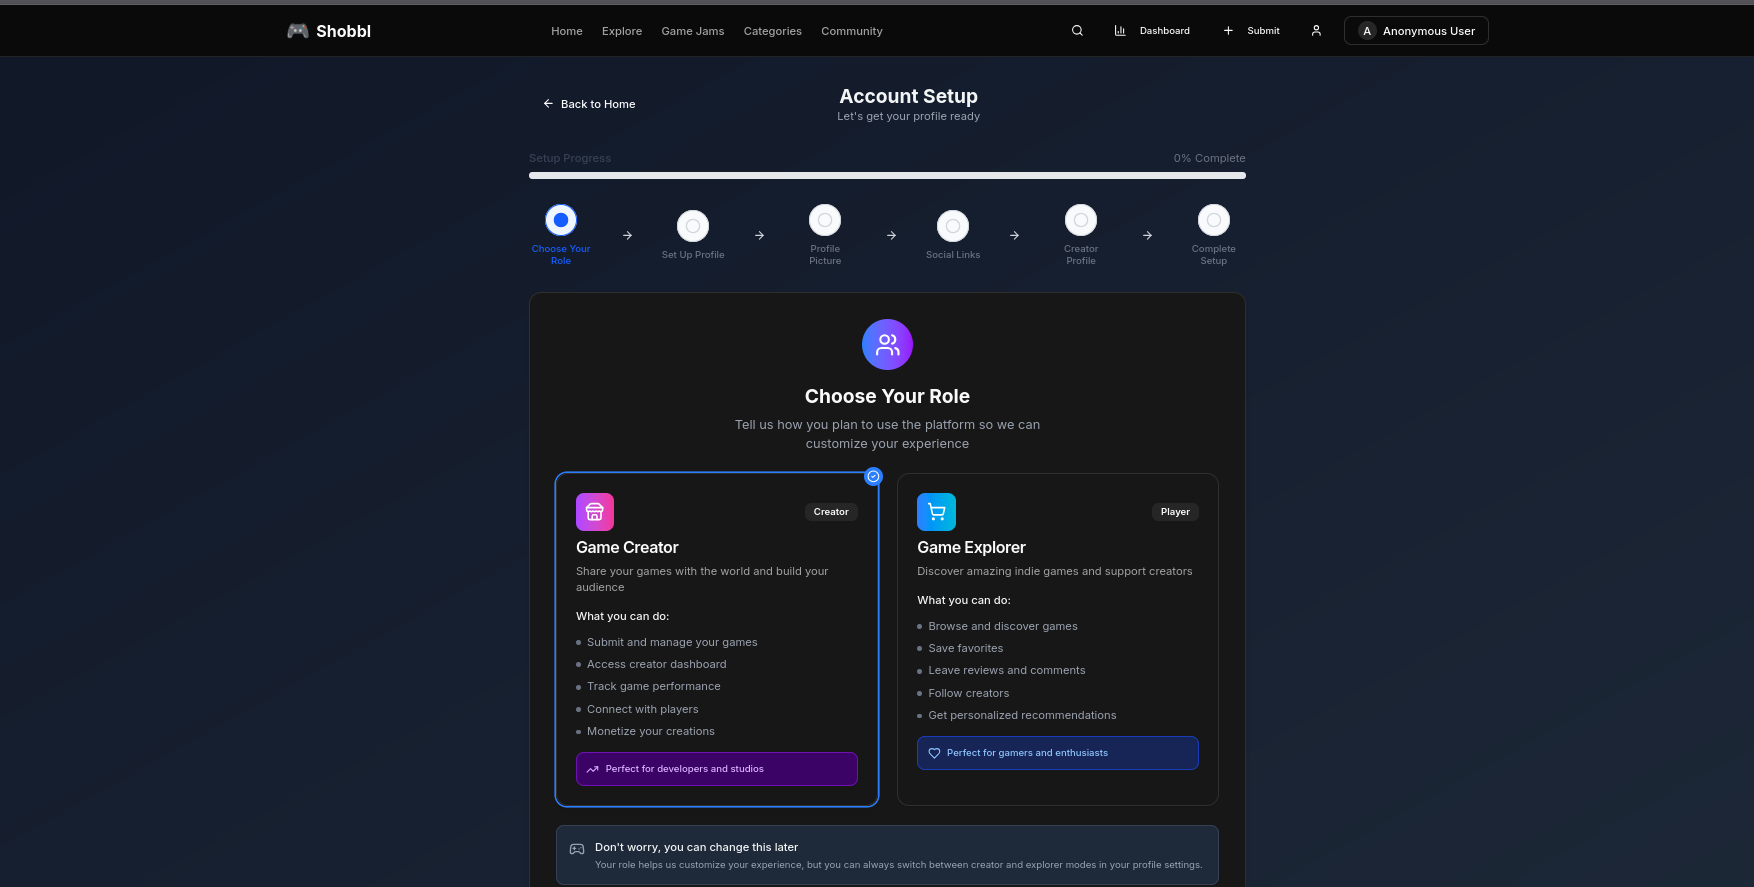 Shobbl
Home Explore Game Jams Categories Community
Dashboard
Submit
A Anonymous User
Back to Home
Account Setup
Let's get your profile ready
Setup Progress
0% Complete
Choose Your
Role
Set Up Profile
Profile
Picture
Social Links
Creator
Profile
Complete
Setup
Choose Your Role
Tell us how you plan to use the platform so we can
customize your experience
Creator
Game Creator
Share your games with the world and build your
audience
What you can do:
Submit and manage your games
Access creator dashboard
Track game performance
Connect with players
Monetize your creations
Perfect for developers and studios
Player
Game Explorer
Discover amazing indie games and support creators
What you can do:
Browse and discover games
Save favorites
Leave reviews and comments
Follow creators
Get personalized recommendations
Perfect for gamers and enthusiasts
Don't worry, you can change this later
Your role helps us customize your experience, but you can always switch between creator and explorer modes in your profile settings.